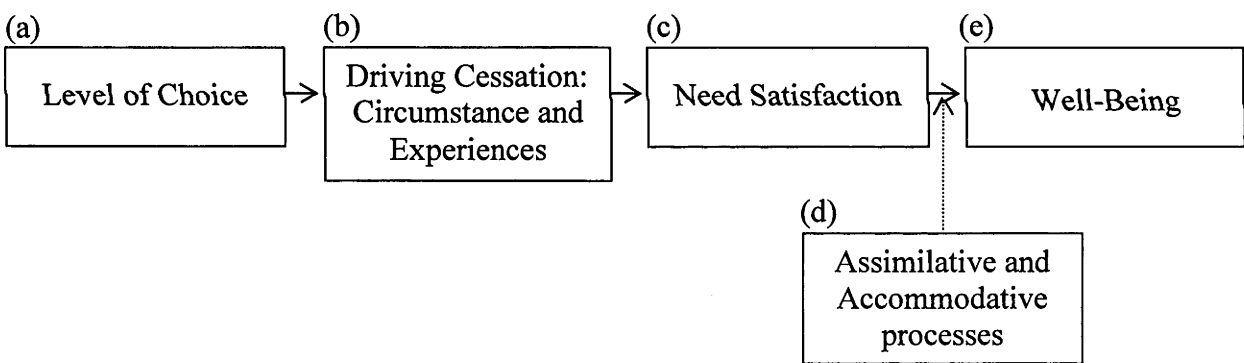 (a)
Level of Choice
(b)
Driving Cessation:
Circumstance and
Experiences
(c)
Need Satisfaction
(e)
Well-Being
(d)
Assimilative and
Accommodative
processes